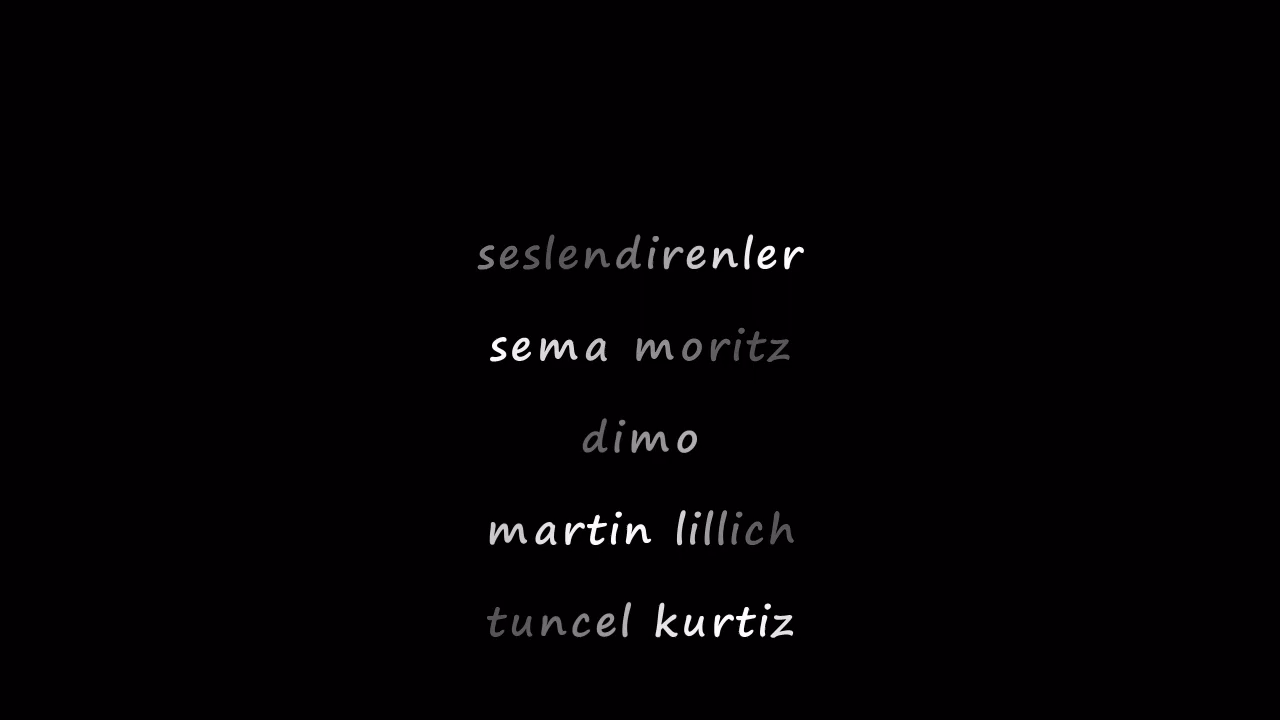 seslendirenler
sema moritz
dimo
martin lillich
tuncel kurtiz